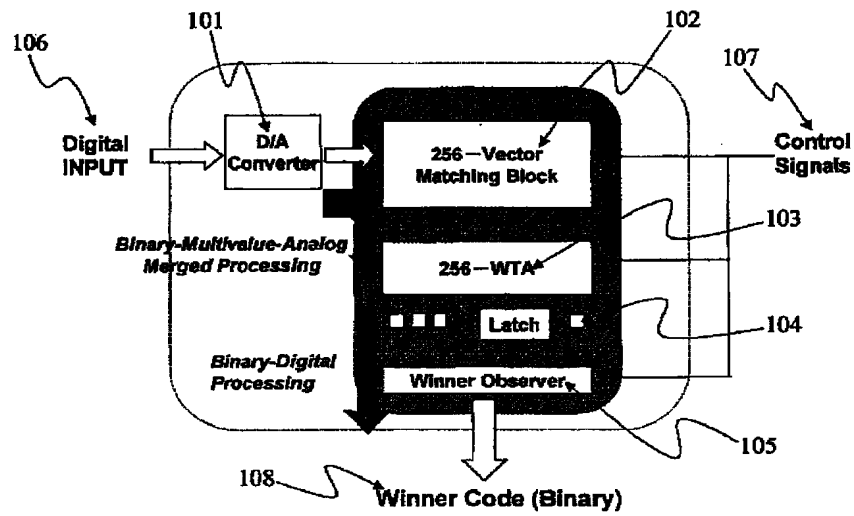 106
101
102
107
Digital
INPUT
D/A
Converter
256-Vector
Matching Block
Control
Signals
103
Binary-Multivalue-Analog
Merged Processing
256-WTA
Latch
104
Binary-Digital
Processing
Winner Observer
105
108
Winner Code (Binary)